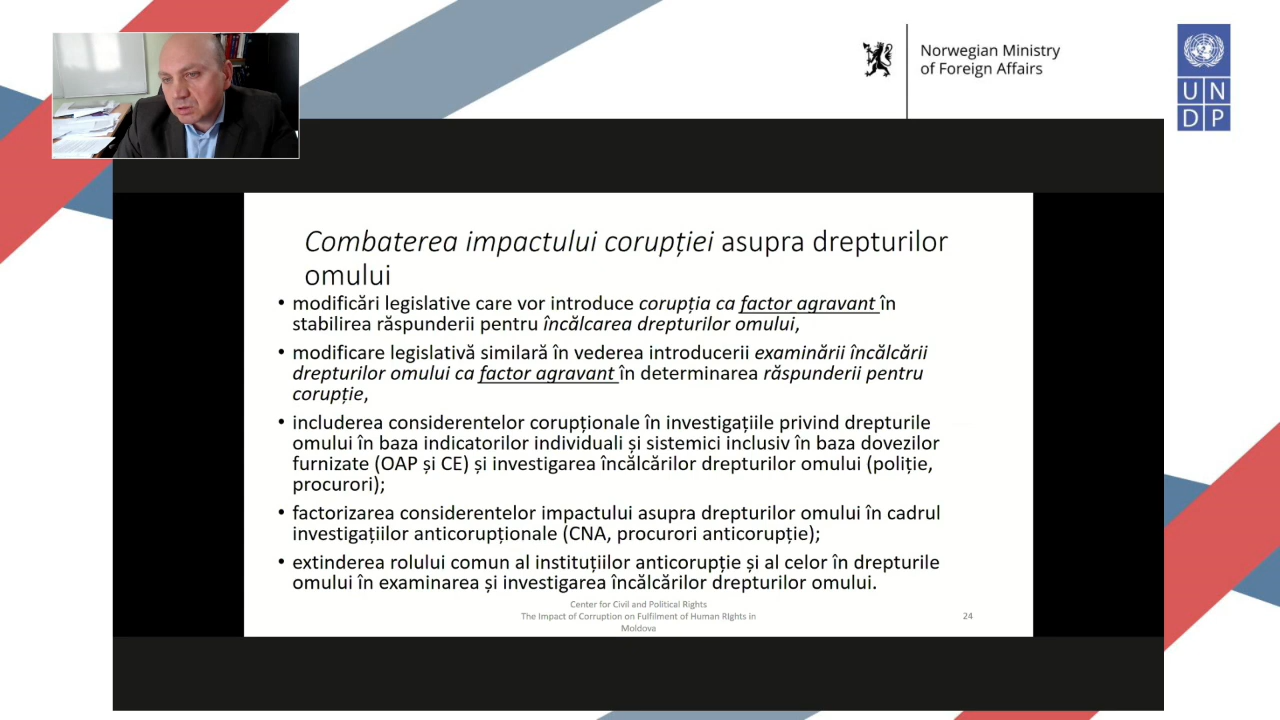 Norwegian Ministry
of Foreign Affairs
U N
D P
Combaterea impactului corupției asupra drepturilor
omului
• modificări legislative care vor introduce corupția ca factor agravant în
stabilirea răspunderii pentru încălcarea drepturilor omului,
• modificare legislativă similară în vederea introducerii examinării încălcării
drepturilor omului ca factor agravant în determinarea răspunderii pentru
corupție,
• includerea considerentelor corupționale în investigațiile privind drepturile
omului în baza indicatorilor individuali și sistemici inclusiv în baza dovezilor
furnizate (OAP și CE) și investigarea încălcărilor drepturilor omului (poliție,
procurori);
• factorizarea considerentelor impactului asupra drepturilor omului în cadrul
investigațiilor anticorupționale (CNA, procurori anticorupție);
• extinderea rolului comun al instituțiilor anticorupție și al celor în drepturile
omului în examinarea și investigarea încălcărilor drepturilor omului.
Center for Civil and Political Rights
The Impact of Corruption on Fulfilment of Human RIghts in
Moldova
24